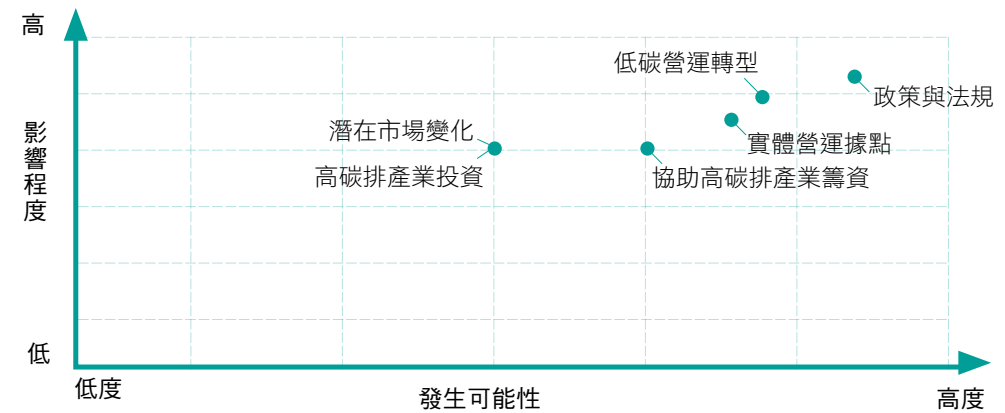 高
低碳營運轉型
政策與法規
潛在市場變化
實體營運據點
高碳排產業投資
協助高碳排產業籌資
影響程度
低
低度
發生可能性
高度